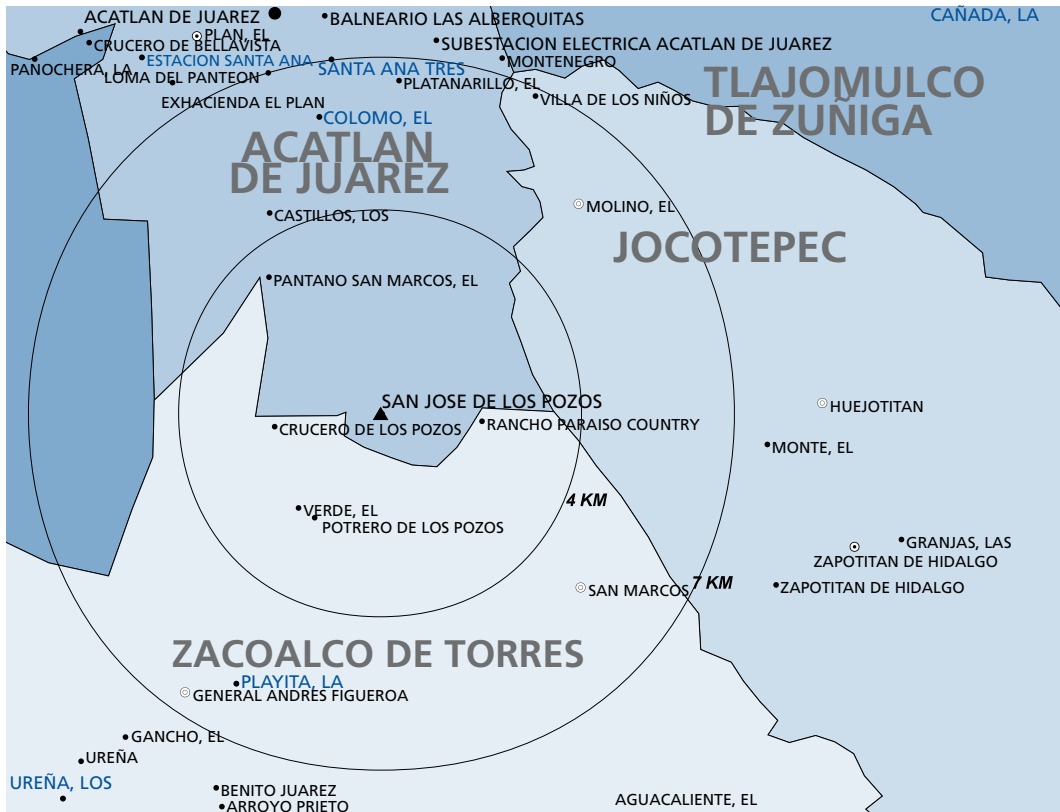 CAÑADA, LA
ACATLAN DE JUAREZ
BALNEARIO LAS ALBERQUITAS
PLAN, EL
CRUCERO DE BELLAVISTA
SUBESTACION ELECTRICA ACATLAN DE JUAREZ
ESTACION SANTA ANA
MONTENEGRO
PAÑOCHERA, LA
SANTA ANA TRES
LOMA DEL PANTEON
PLATANARILLO, EL
TLAJOMULCO
DE ZUÑIGA
EXHACIENDA EL PLAN
VILLA DE LOS NIÑOS
COLOMO, EL
ACATLAN
DE JUAREZ
MOLINO, EL
CASTILLOS, LOS
JOCOTEPEC
PANTANO SAN MARCOS, EL
SAN JOSE DE LOS POZOS
HUEJOTITAN
CRUCERO DE LOS POZOS
RANCHO PARAISO COUNTRY
MONTE, EL
4 KM
VERDE, EL
POTRERO DE LOS POZOS
GRANJAS, LAS
ZAPOTITAN DE HIDALGO
7 KM
SAN MARCOS
ZAPOTITAN DE HIDALGO
ZACOALCO DE TORRES
PLAYITA, LA
GENERAL ANDRES FIGUEROA
GANCHO, EL
UREÑA
UREÑA, LOS
BENITO JUAREZ
AGUACALIENTE, EL
ARROYO PRIETO